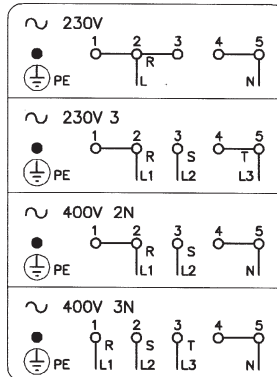 ∼ 230V
1 2 3 4 5
R
PE L N
∼ 230V 3
1 2 3 4 5
R S T
PE L1 L2 L3
∼ 400V 2N
1 2 3 4 5
R S
PE L1 L2 N
∼ 400V 3N
1 2 3 4 5
R S T
PE L1 L2 L3 N